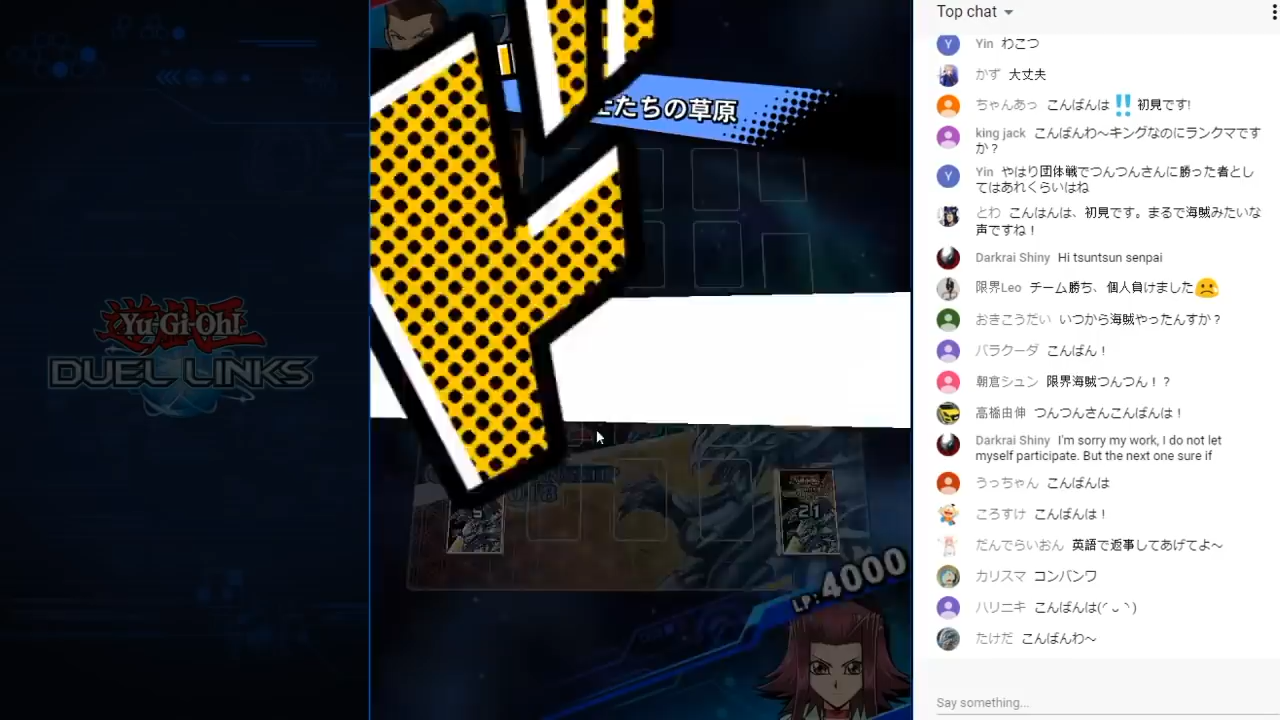 たちの草原
遊☆戯☆王
Yu-Gi-Oh!
DUEL LINKS
5
21
LP: 4000
Top chat
Yin わこつ
かず 大丈夫
ちゃんあっ こんばんは‼初見です!
king jack こんばんわ〜キングなのにランクマです
か？
Yin やはり団体戦でつんつんさんに勝った者とし
てはあれくらいはね
とわ こんはんは、初見です。まるで海賊みたいな
声ですね！
Darkrai Shiny Hi tsuntsun senpai
限界Leo チーム勝ち、個人負けました☹
おきこうだい いつから海賊やったんすか？
バラクーダ こんばん！
朝倉シュン 限界海賊つんつん！？
高橋由伸 つんつんさんこんばんは！
Darkrai Shiny I'm sorry my work, I do not let
myself participate. But the next one sure if
うっちゃん こんばんは
ころすけ こんばんは！
だんでらいおん 英語で返事してあげてよ〜
カリスマ コンバンワ
ハリニキ こんばんは(◜ᴗ◝)
たけだ こんばんわ〜
Say something...